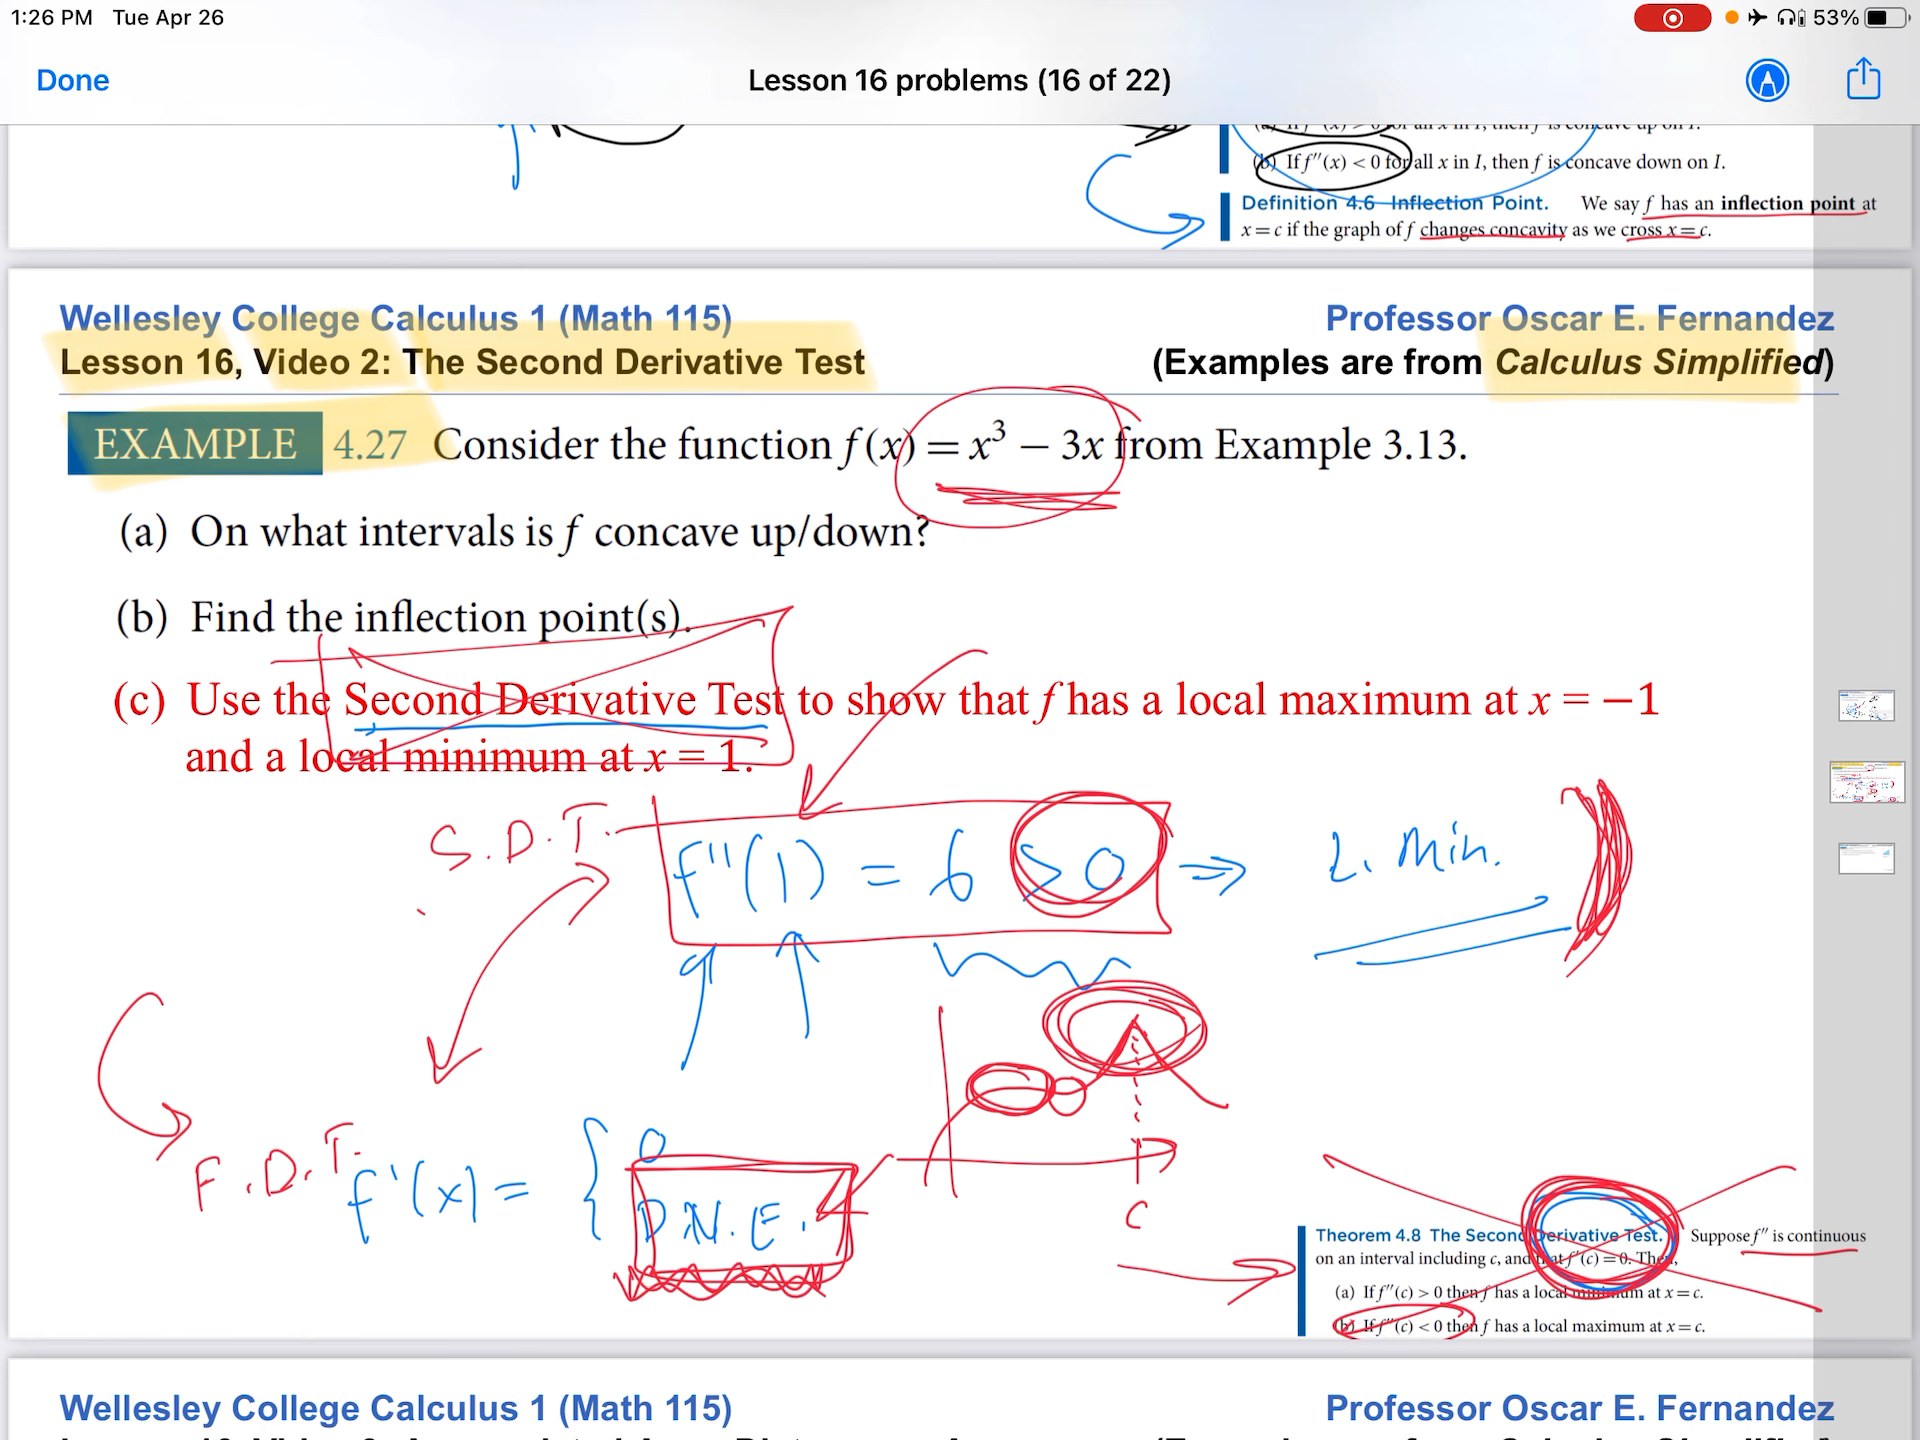 1:26 PM Tue Apr 26
53%
Done
Lesson 16 problems (16 of 22)
(b) If f″(x) < 0 for all x in I, then f is concave down on I.
Definition 4.6 Inflection Point. We say f has an inflection point at
x = c if the graph of f changes concavity as we cross x = c.
Wellesley College Calculus 1 (Math 115)
Professor Oscar E. Fernandez
Lesson 16, Video 2: The Second Derivative Test
(Examples are from Calculus Simplified)
EXAMPLE 4.27 Consider the function f(x) = x³ − 3x from Example 3.13.
(a) On what intervals is f concave up/down?
(b) Find the inflection point(s).
(c) Use the Second Derivative Test to show that f has a local maximum at x = −1
and a local minimum at x = 1.
S.D.T.
f″(1) = 6 > 0 ⇒ L. Min.
F.D.T.
f'(x) = { 0
D.N.E.
c
Theorem 4.8 The Second Derivative Test. Suppose f″ is continuous
on an interval including c, and that f′(c) = 0. Then,
(a) If f″(c) > 0 then f has a local minimum at x = c.
(b) If f″(c) < 0 then f has a local maximum at x = c.
Wellesley College Calculus 1 (Math 115)
Professor Oscar E. Fernandez